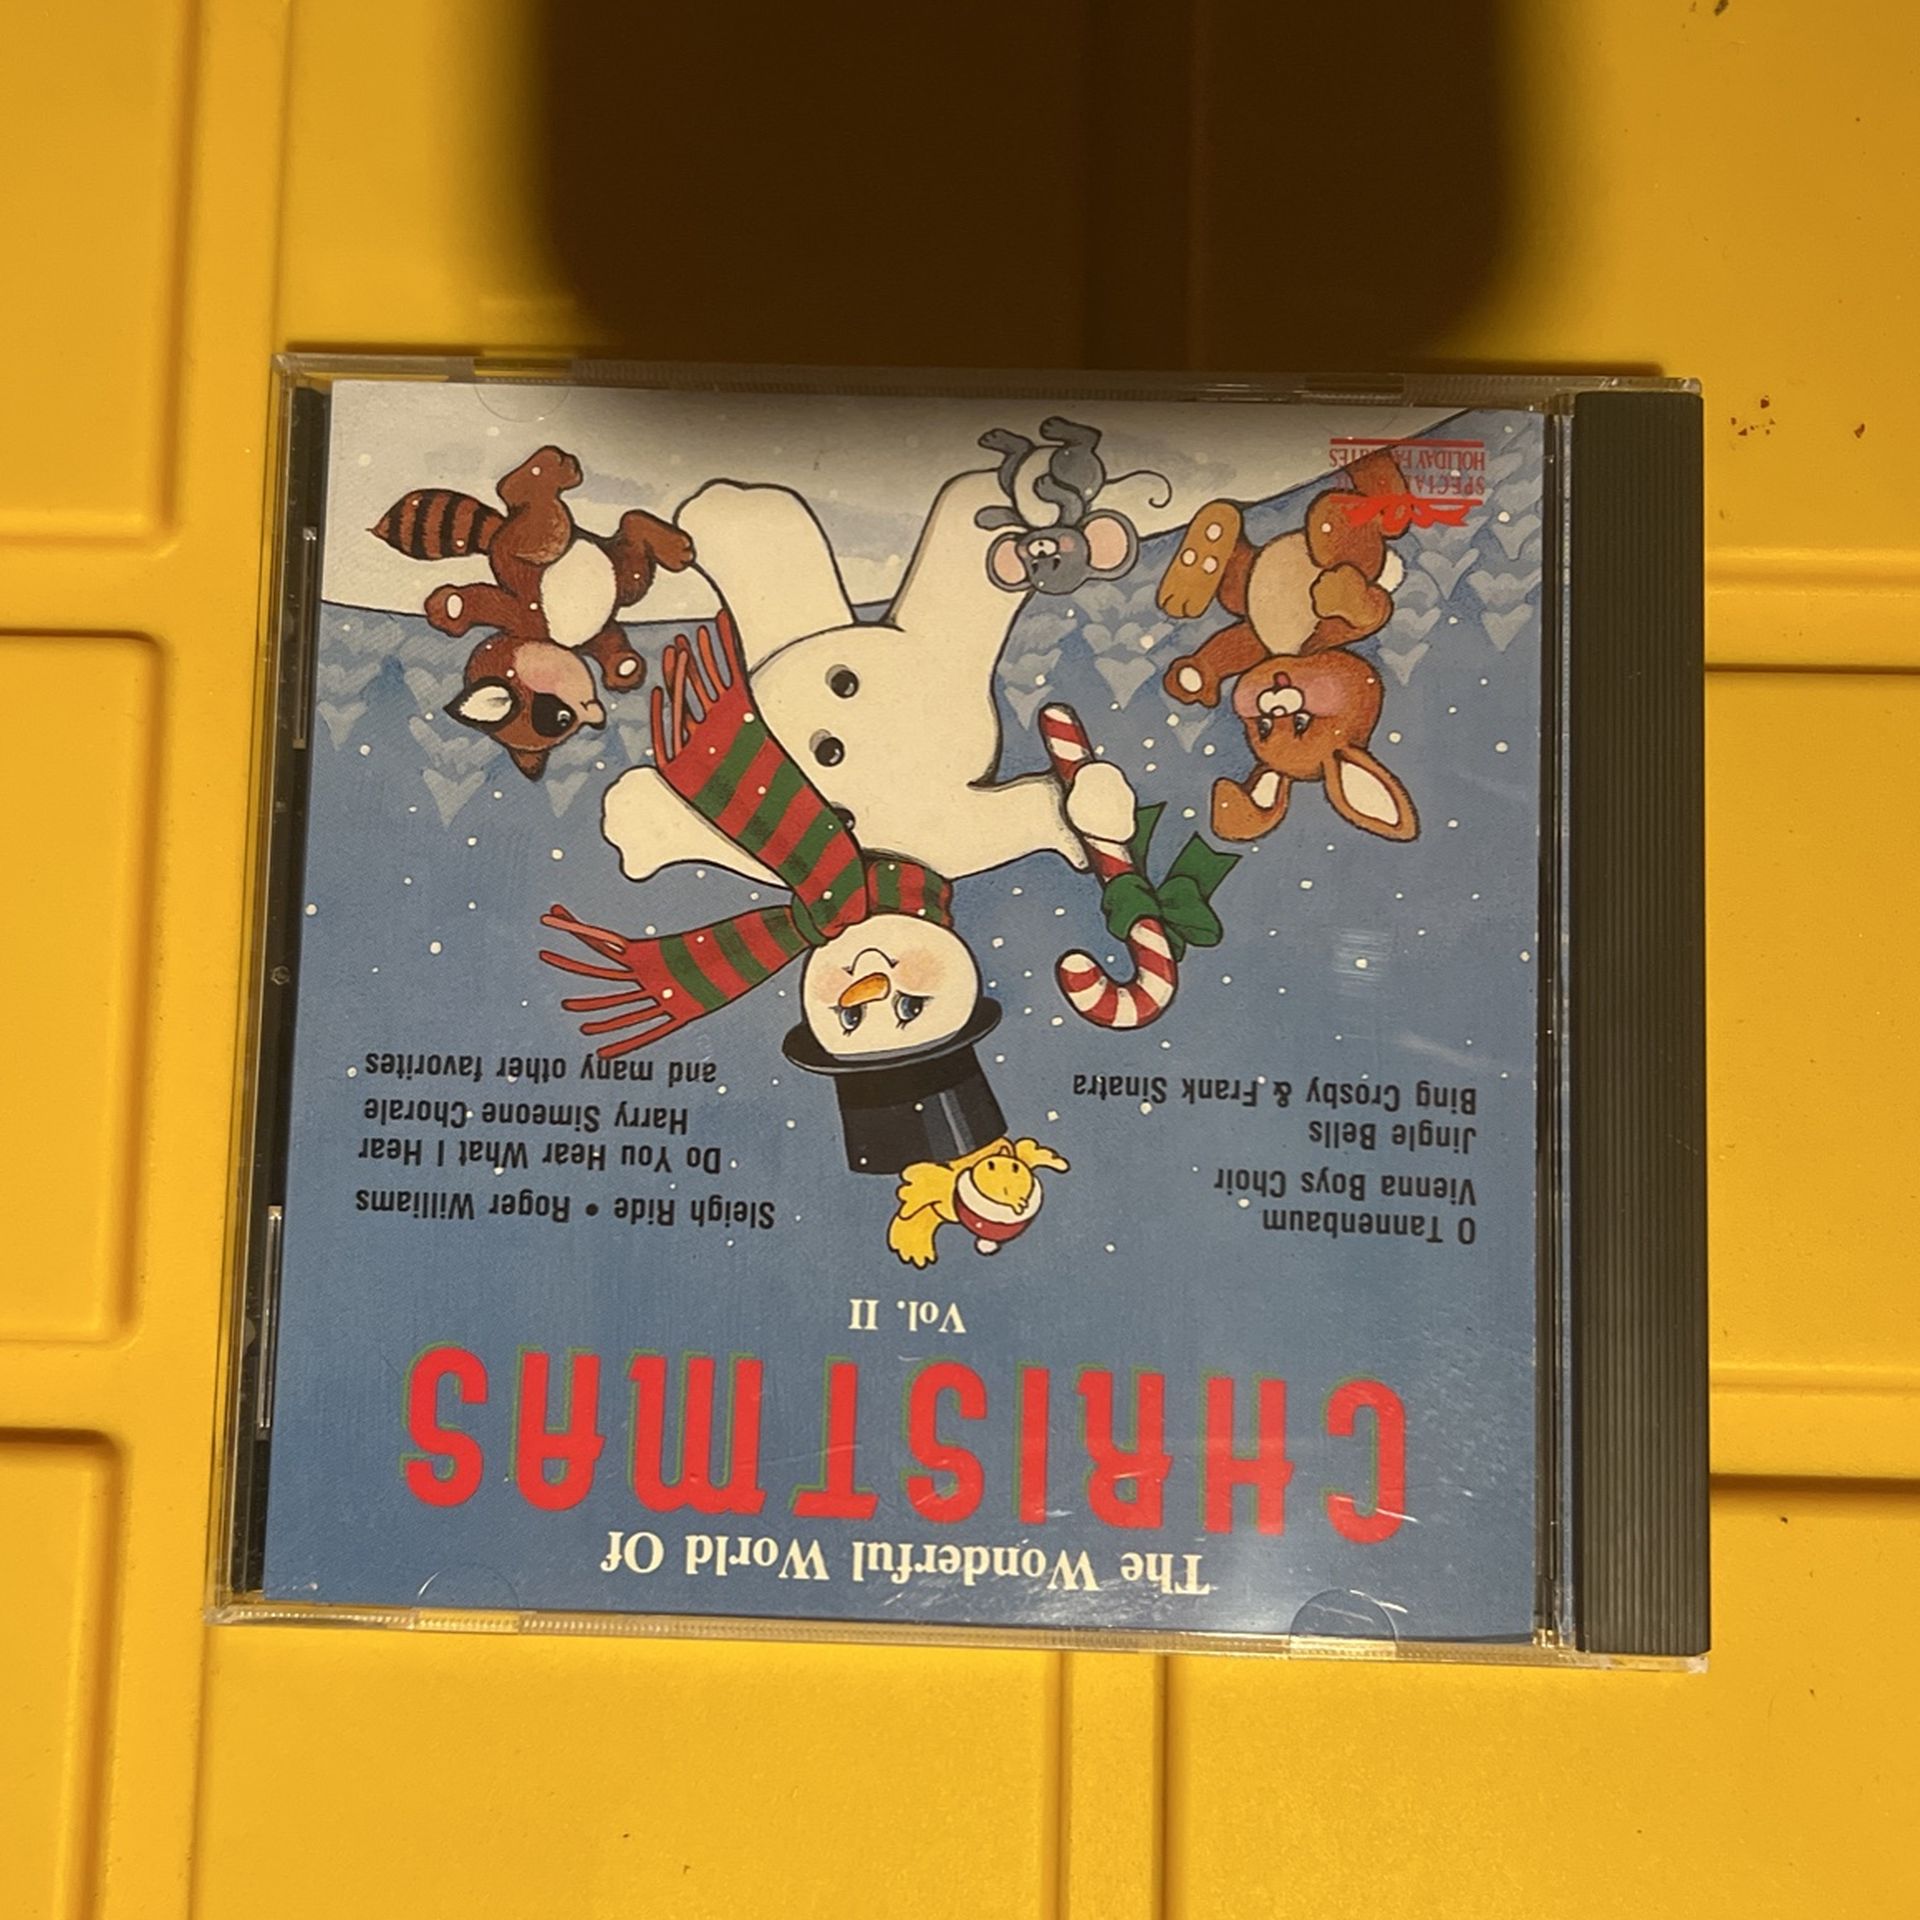 The Wonderful World Of
CHRISTMAS
Vol. II
O Tannenbaum
Vienna Boys Choir
Jingle Bells
Bing Crosby & Frank Sinatra
Sleigh Ride • Roger Williams
Do You Hear What I Hear
Harry Simeone Chorale
and many other favorites
SPECIAL
HOLIDAY